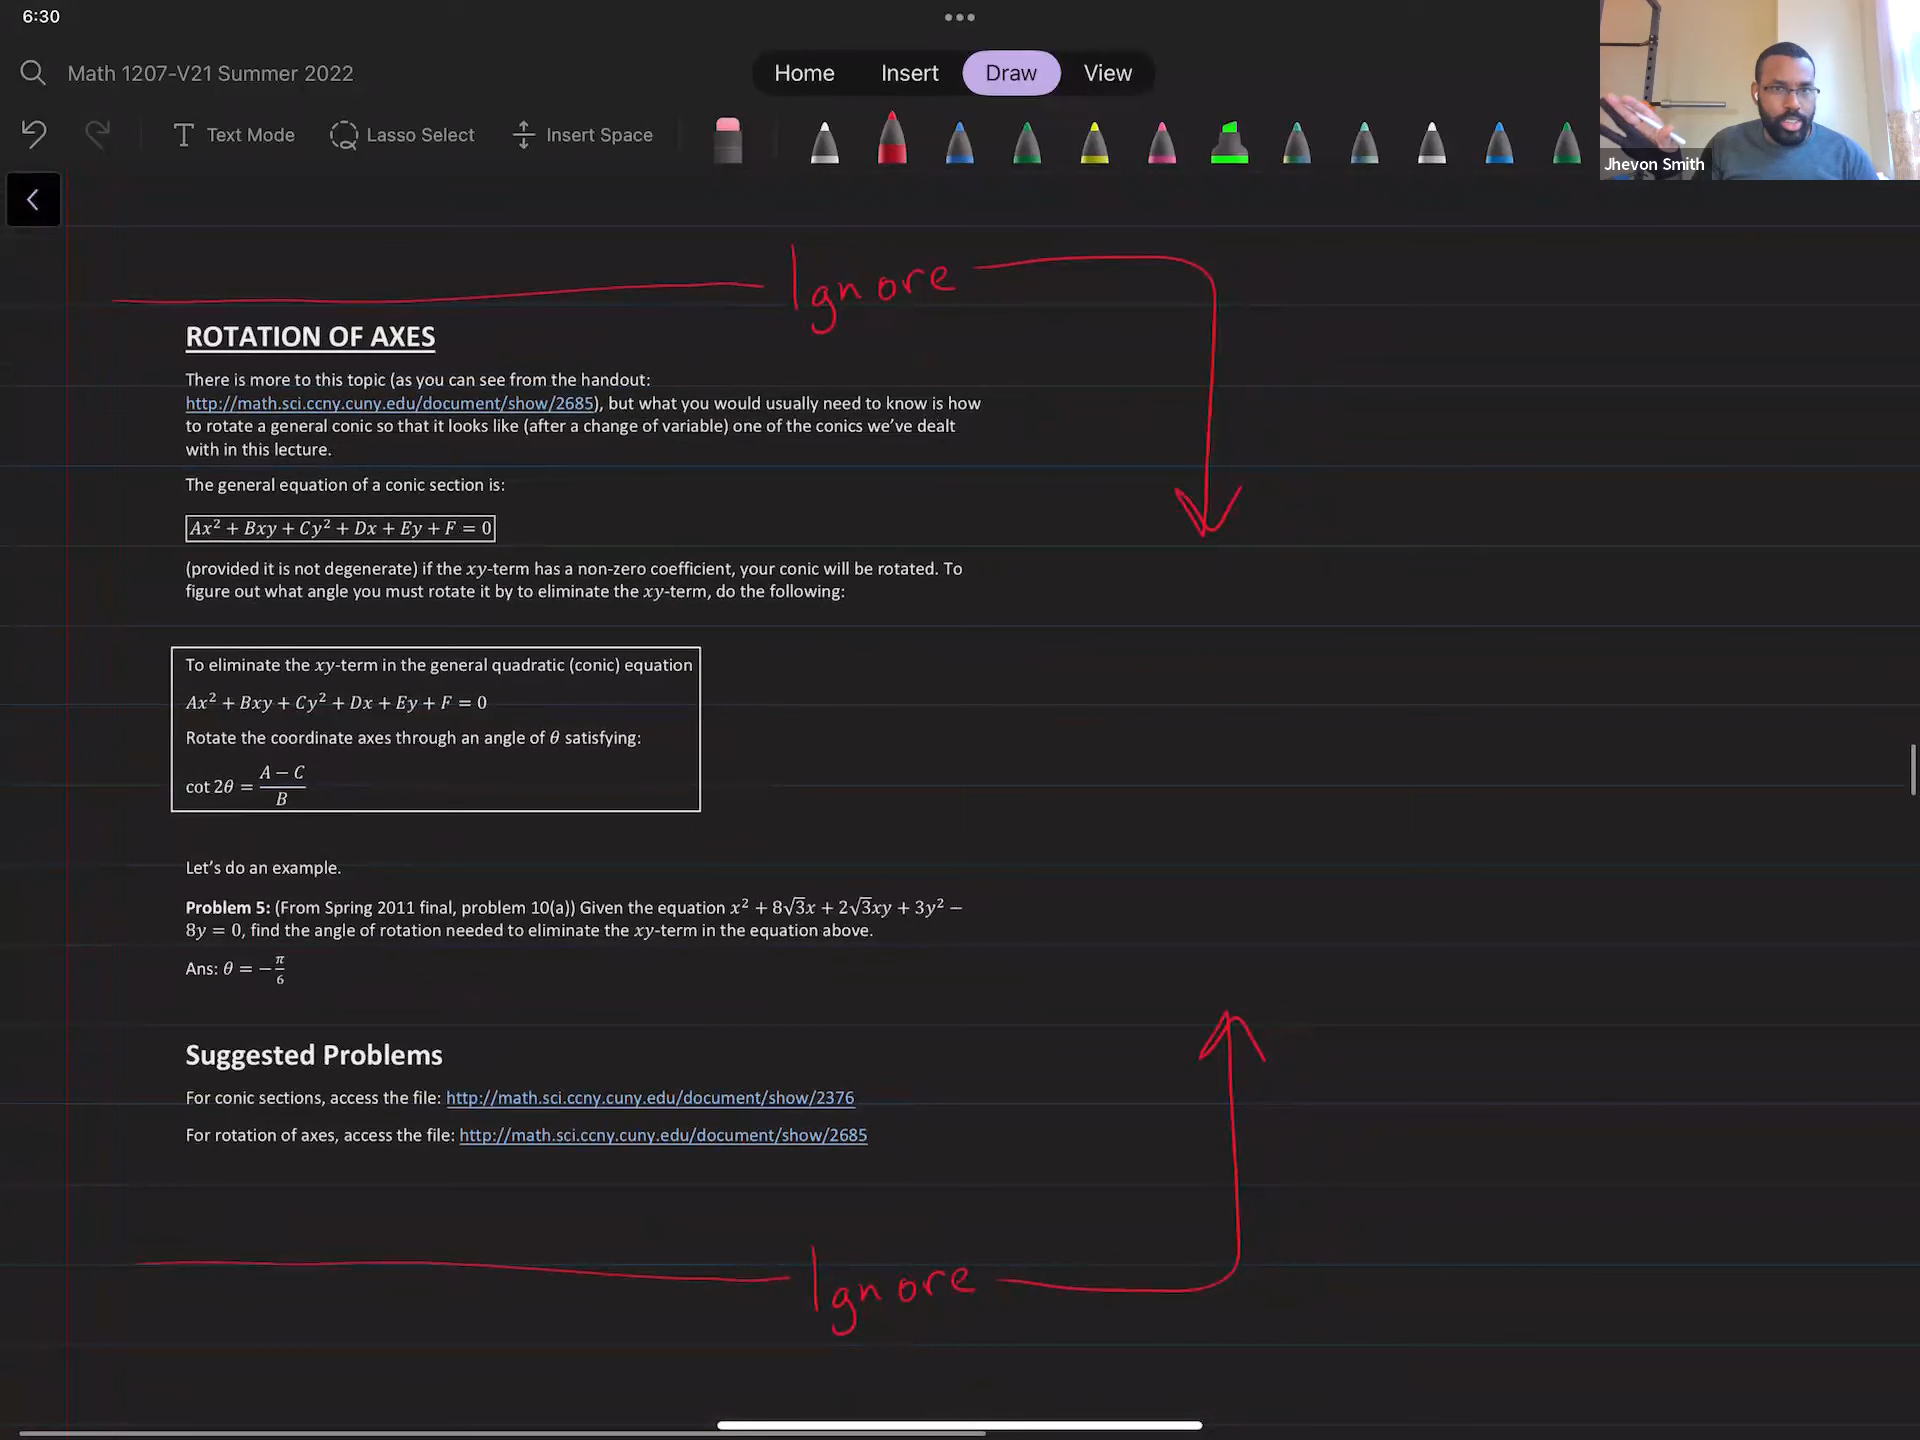 6:30
Math 1207-V21 Summer 2022
Home Insert Draw View
Text Mode Lasso Select Insert Space
Jhevon Smith
Ignore
ROTATION OF AXES
There is more to this topic (as you can see from the handout:
http://math.sci.ccny.cuny.edu/document/show/2685), but what you would usually need to know is how
to rotate a general conic so that it looks like (after a change of variable) one of the conics we've dealt
with in this lecture.
The general equation of a conic section is:
Ax² + Bxy + Cy² + Dx + Ey + F = 0
(provided it is not degenerate) if the xy-term has a non-zero coefficient, your conic will be rotated. To
figure out what angle you must rotate it by to eliminate the xy-term, do the following:
To eliminate the xy-term in the general quadratic (conic) equation
Ax² + Bxy + Cy² + Dx + Ey + F = 0
Rotate the coordinate axes through an angle of θ satisfying:
cot 2θ = (A − C)/B
Let's do an example.
Problem 5: (From Spring 2011 final, problem 10(a)) Given the equation x² + 8√3x + 2√3xy + 3y² −
8y = 0, find the angle of rotation needed to eliminate the xy-term in the equation above.
Ans: θ = −π/6
Suggested Problems
For conic sections, access the file: http://math.sci.ccny.cuny.edu/document/show/2376
For rotation of axes, access the file: http://math.sci.ccny.cuny.edu/document/show/2685
Ignore